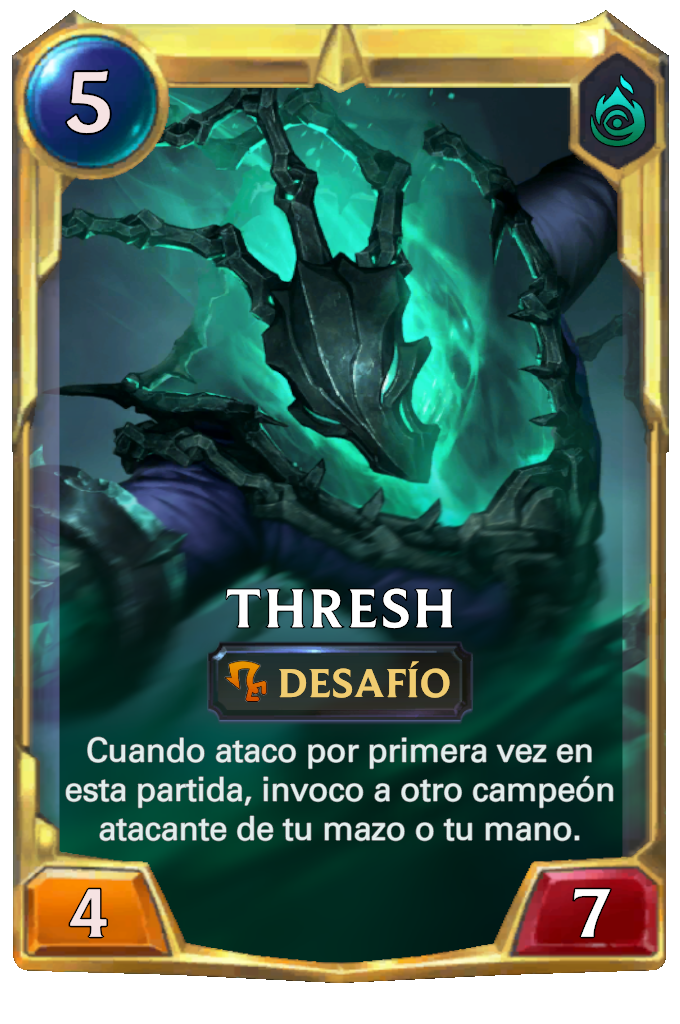 5
THRESH
DESAFÍO
Cuando ataco por primera vez en
esta partida, invoco a otro campeón
atacante de tu mazo o tu mano.
4
7